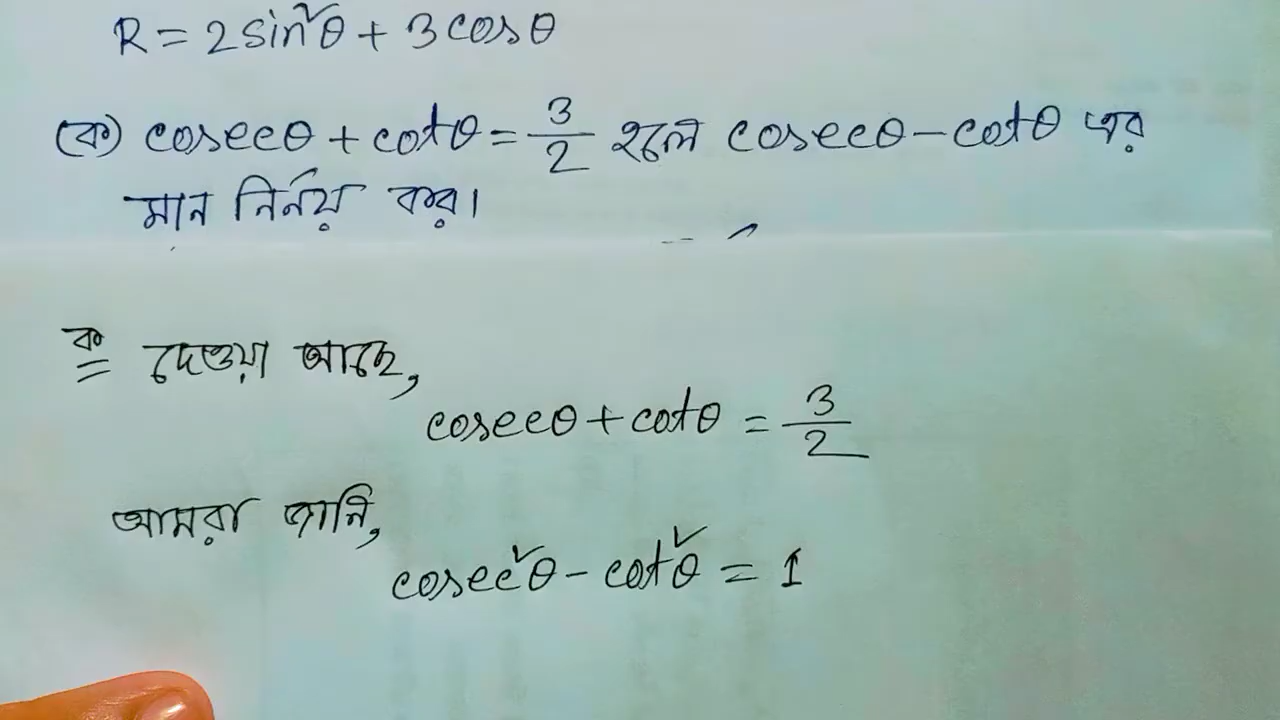 R = 2sin²θ + 3cosθ
(ক) cosecθ + cotθ = 3/2 হলে cosecθ - cotθ এর
মান নির্নয় কর।
ক দেওয়া আছে,
cosecθ + cotθ = 3/2
আমরা জানি,
cosec²θ - cot²θ = 1